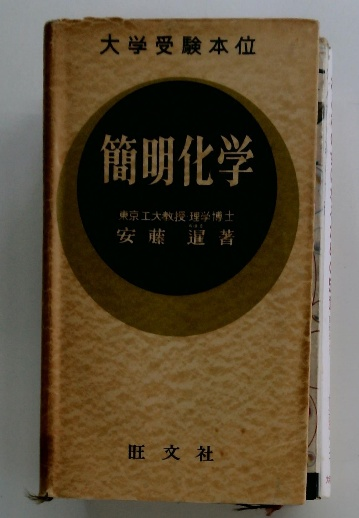 大学受験本位
簡明化学
東京工大教授 理学博士
安藤 暹 著
旺文社